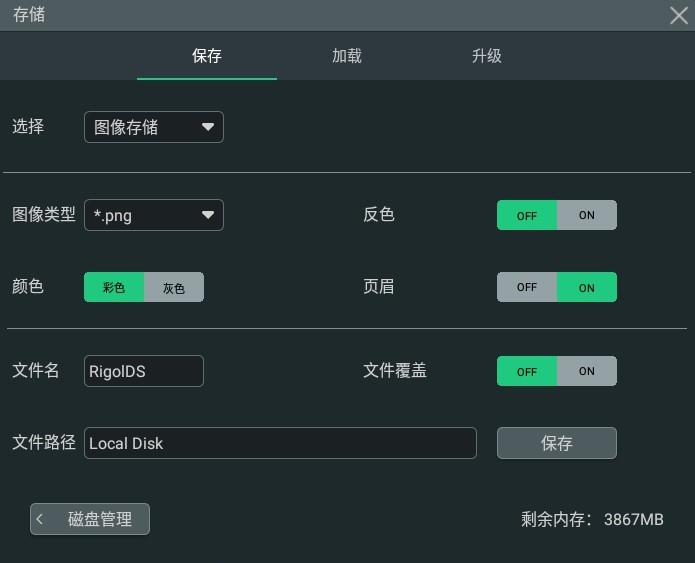 存储
保存 加载 升级
选择 图像存储
图像类型 *.png 反色 OFF ON
颜色 彩色 灰色 页眉 OFF ON
文件名 RigolDS 文件覆盖 OFF ON
文件路径 Local Disk 保存
磁盘管理 剩余内存： 3867MB